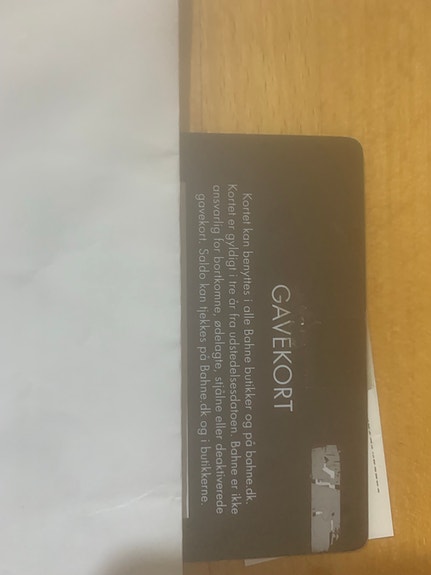 GAVEKORT
Kortet kan benyttes i alle Bahne butikker og på bahne.dk.
Kortet er gyldigt i tre år fra udstedelsesdatoen. Bahne er ikke
ansvarlig for bortkomne, ødelagte, stjålne eller deaktiverede
gavekort. Saldo kan tjekkes på Bahne.dk og i butikkerne.